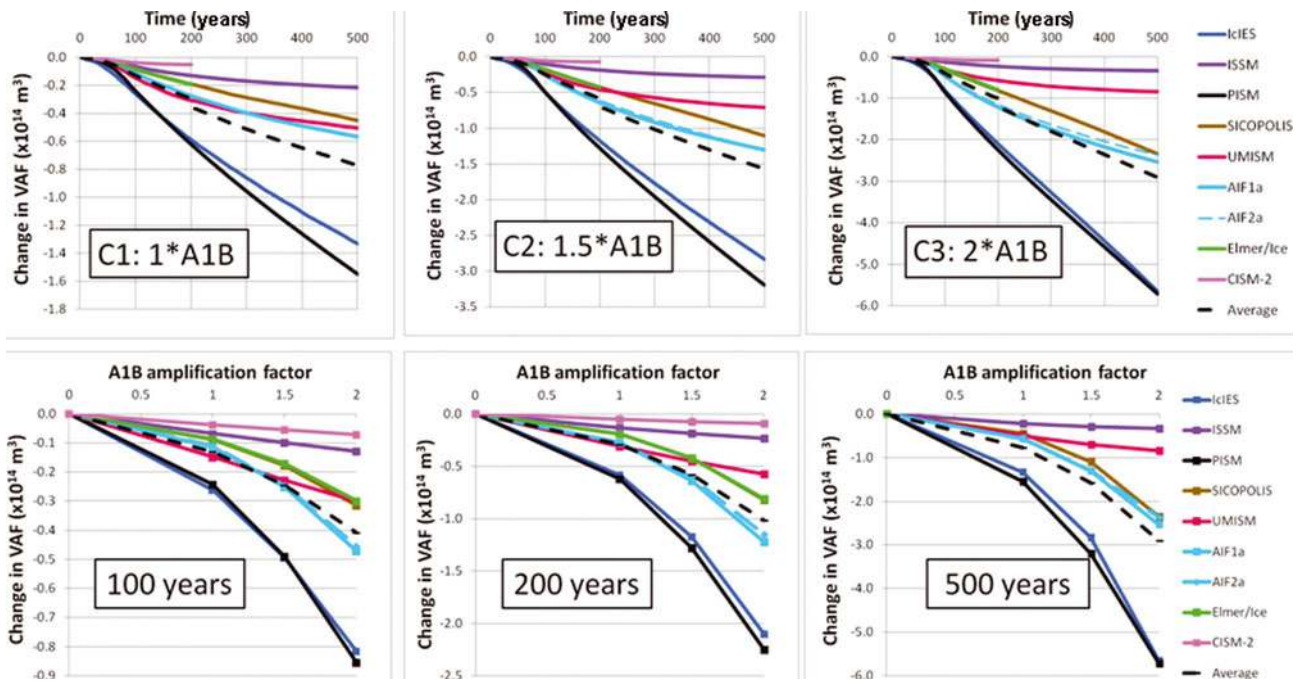 Time (years)
0 100 200 300 400 500
0.0
-0.2
-0.4
-0.6
-0.8
-1.0
-1.2
-1.4
-1.6
-1.8
Change in VAF (x10¹⁴ m³)
C1: 1*A1B
Time (years)
0 100 200 300 400 500
0.0
-0.5
-1.0
-1.5
-2.0
-2.5
-3.0
-3.5
Change in VAF (x10¹⁴ m³)
C2: 1.5*A1B
Time (years)
0 100 200 300 400 500
0.0
-1.0
-2.0
-3.0
-4.0
-5.0
-6.0
Change in VAF (x10¹⁴ m³)
C3: 2*A1B
IcIES
ISSM
PISM
SICOPOLIS
UMISM
AIF1a
AIF2a
Elmer/Ice
CISM-2
Average
A1B amplification factor
0 0.5 1 1.5 2
0.0
-0.1
-0.2
-0.3
-0.4
-0.5
-0.6
-0.7
-0.8
-0.9
Change in VAF (x10¹⁴ m³)
100 years
A1B amplification factor
0 0.5 1 1.5 2
0.0
-0.5
-1.0
-1.5
-2.0
-2.5
Change in VAF (x10¹⁴ m³)
200 years
A1B amplification factor
0 0.5 1 1.5 2
0.0
-1.0
-2.0
-3.0
-4.0
-5.0
-6.0
Change in VAF (x10¹⁴ m³)
500 years
IcIES
ISSM
PISM
SICOPOLIS
UMISM
AIF1a
AIF2a
Elmer/Ice
CISM-2
Average